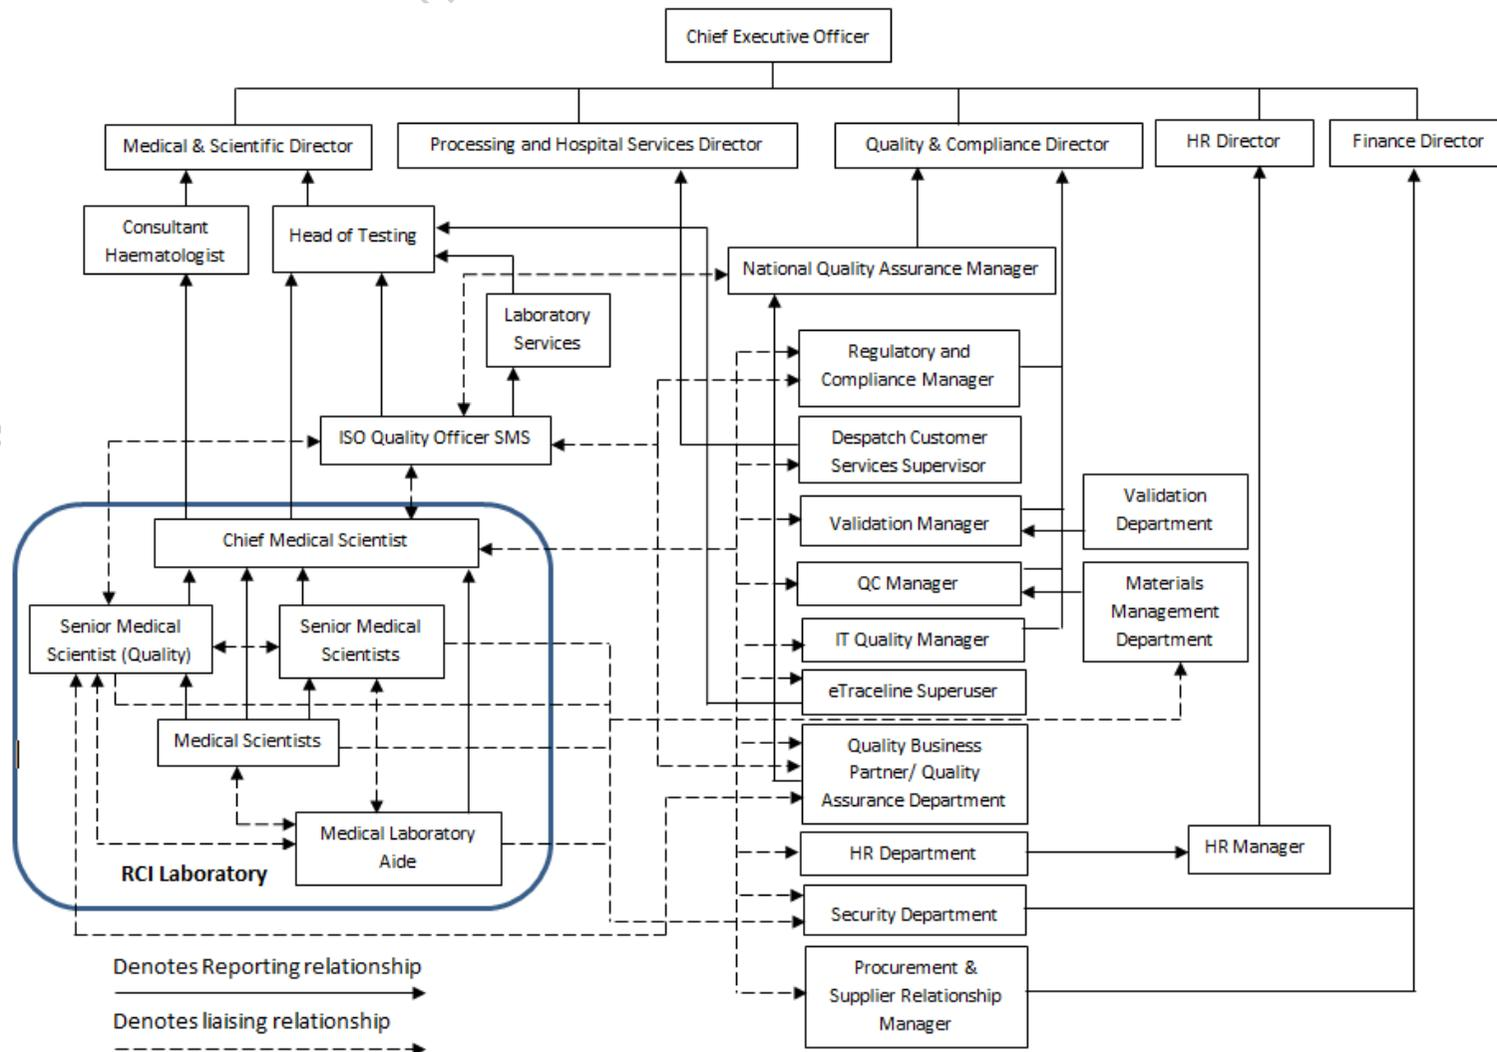 Chief Executive Officer
Medical & Scientific Director
Processing and Hospital Services Director
Quality & Compliance Director
HR Director
Finance Director
Consultant
Haematologist
Head of Testing
National Quality Assurance Manager
Laboratory
Services
Regulatory and
Compliance Manager
ISO Quality Officer SMS
Despatch Customer
Services Supervisor
Validation Manager
Validation
Department
Chief Medical Scientist
QC Manager
Materials
Management
Department
Senior Medical
Scientist (Quality)
Senior Medical
Scientists
IT Quality Manager
eTraceline Superuser
Medical Scientists
Quality Business
Partner/ Quality
Assurance Department
Medical Laboratory
Aide
RCI Laboratory
HR Department
HR Manager
Security Department
Procurement &
Supplier Relationship
Manager
Denotes Reporting relationship
Denotes liaising relationship